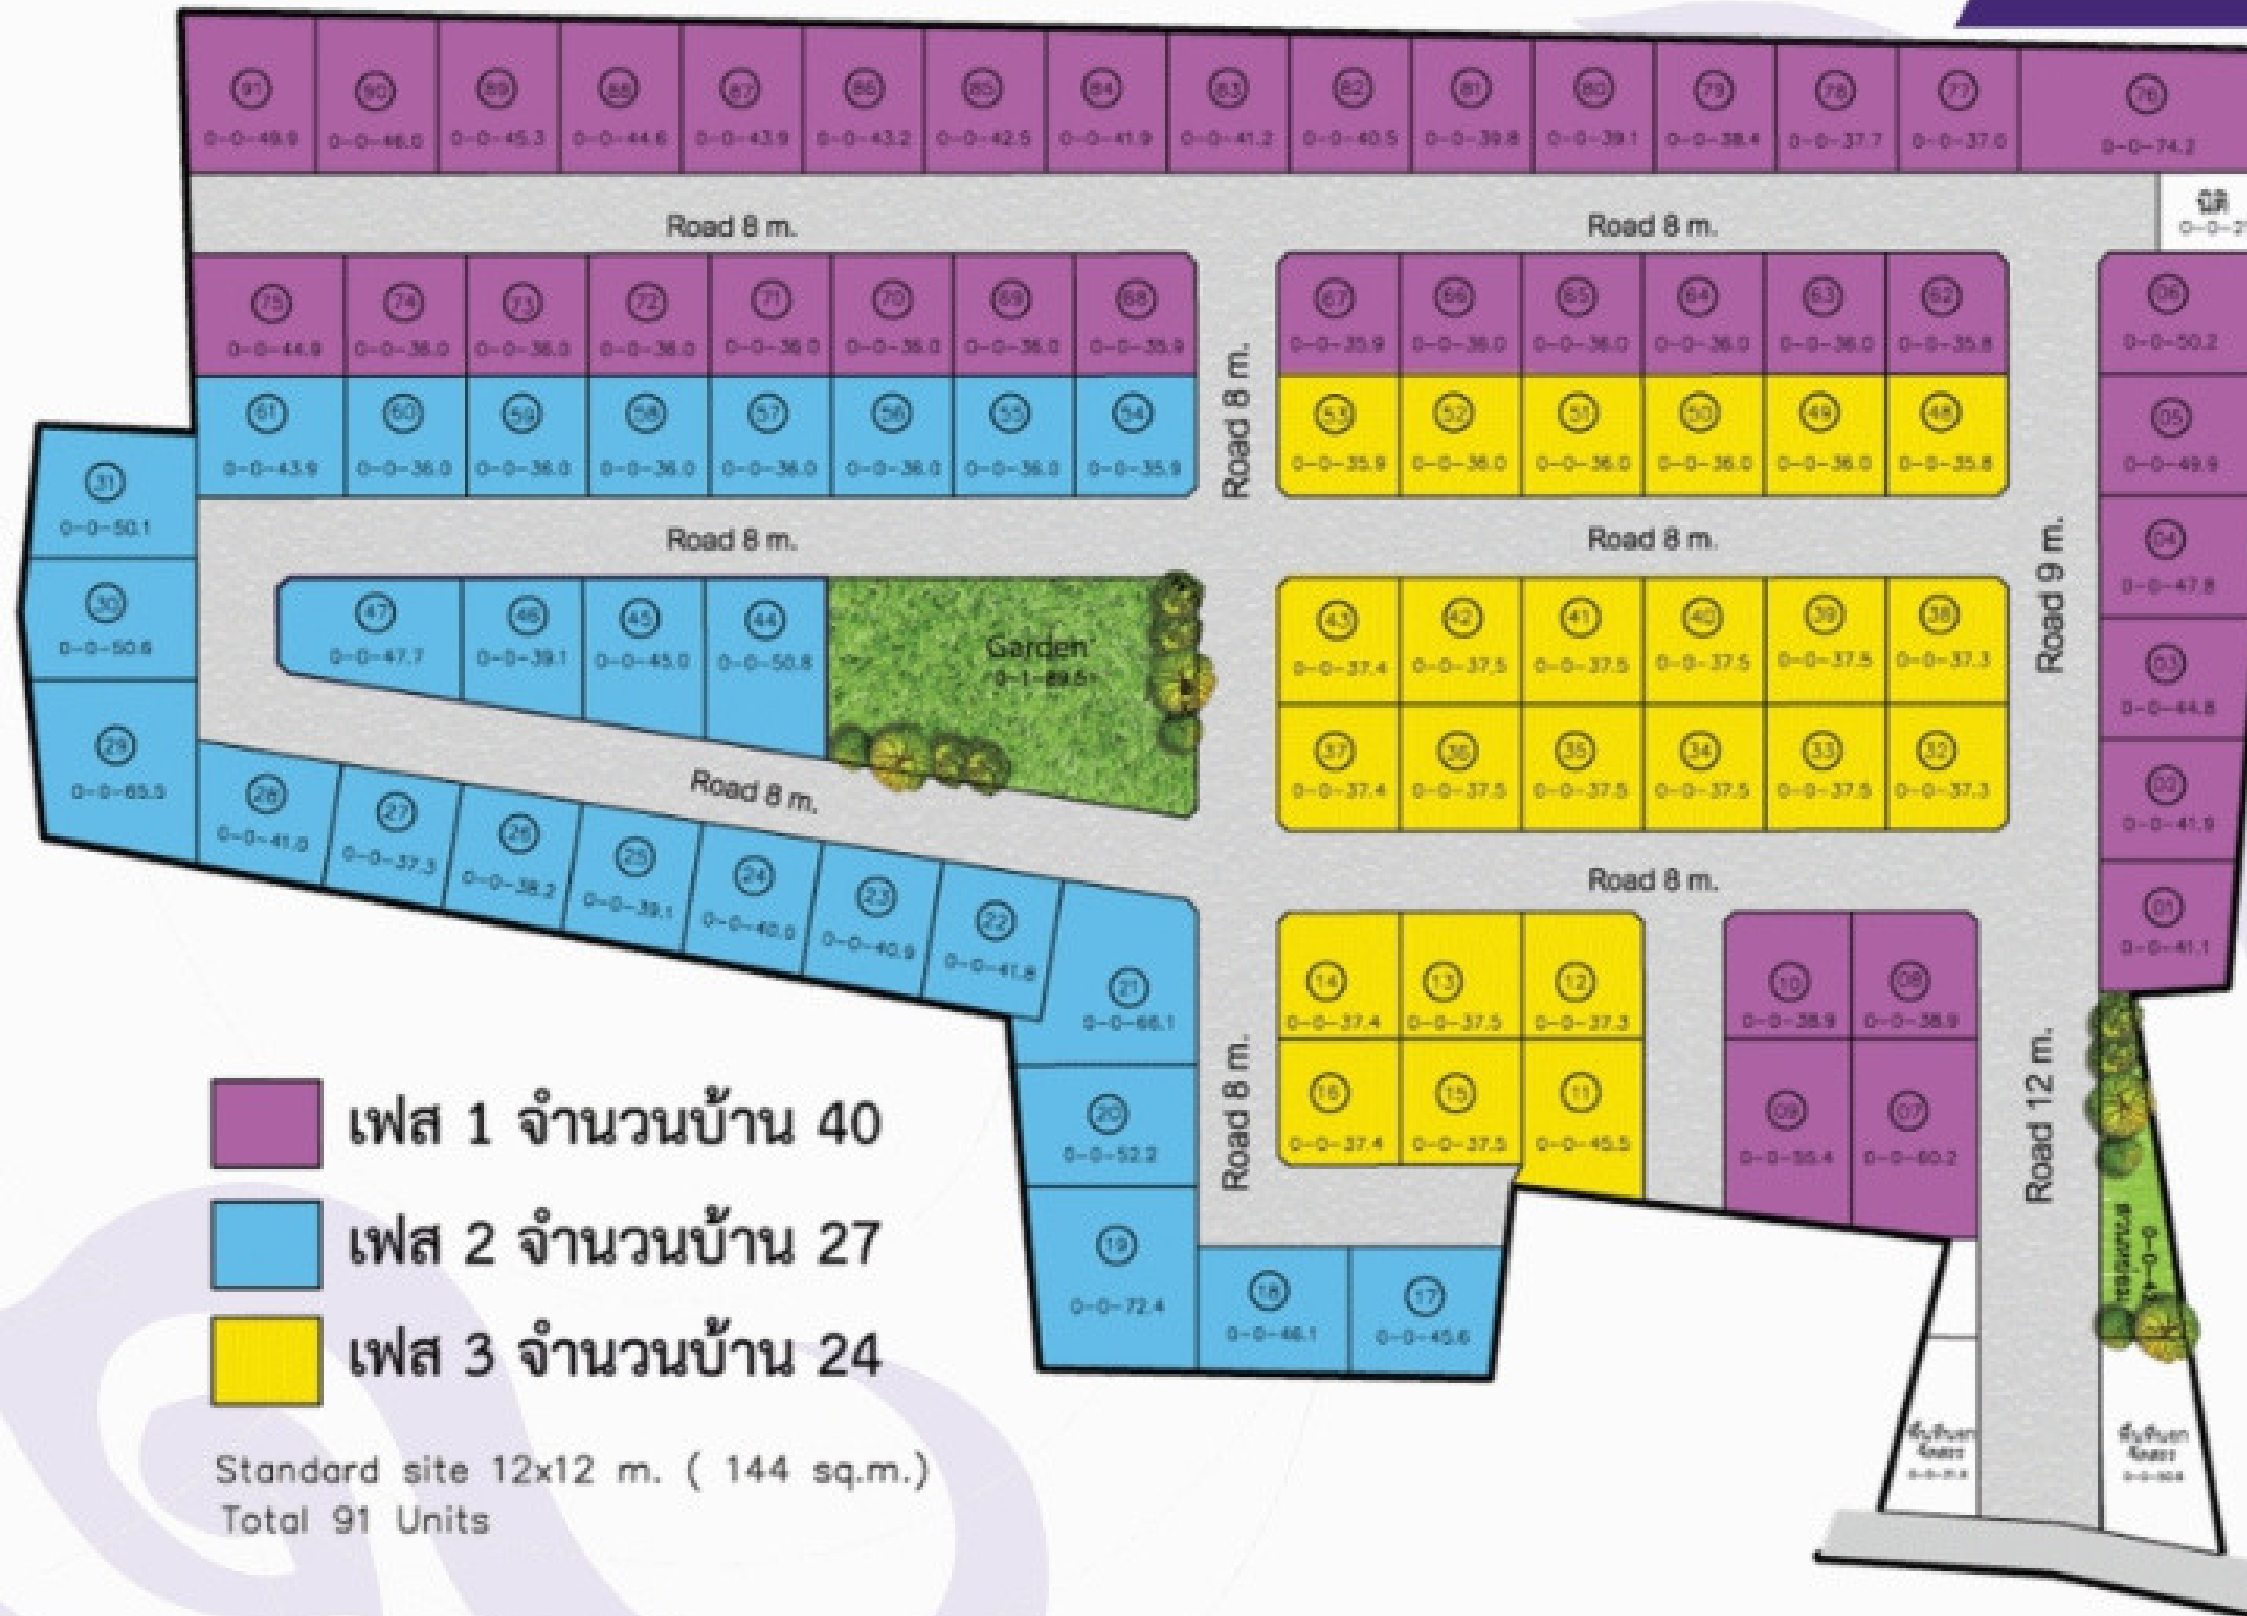 91 90 89 88 87 86 85 84 83 82 81 80 79 78 77 76
0-0-49.9 0-0-46.0 0-0-45.3 0-0-44.6 0-0-43.9 0-0-43.2 0-0-42.5 0-0-41.9 0-0-41.2 0-0-40.5 0-0-39.8 0-0-39.1 0-0-38.4 0-0-37.7 0-0-37.0 0-0-74.2
นิติ
Road 8 m. Road 8 m.
75 74 73 72 71 70 69 68 67 66 65 64 63 62 06
0-0-44.9 0-0-36.0 0-0-36.0 0-0-36.0 0-0-36.0 0-0-36.0 0-0-36.0 0-0-35.9 0-0-35.9 0-0-36.0 0-0-36.0 0-0-36.0 0-0-36.0 0-0-35.8 0-0-50.2
Road 8 m.
61 60 59 58 57 56 55 54 53 52 51 50 49 48 05
0-0-43.9 0-0-36.0 0-0-36.0 0-0-36.0 0-0-36.0 0-0-36.0 0-0-36.0 0-0-35.9 0-0-35.9 0-0-36.0 0-0-36.0 0-0-36.0 0-0-36.0 0-0-35.8 0-0-49.9
31
0-0-50.1
Road 8 m. Road 8 m.
Road 9 m.
04
0-0-47.8
30
0-0-50.6
47 46 45 44
0-0-47.7 0-0-39.1 0-0-45.0 0-0-50.8
Garden
0-1-89.5
43 42 41 40 39 38
0-0-37.4 0-0-37.5 0-0-37.5 0-0-37.5 0-0-37.5 0-0-37.3
03
0-0-44.8
29
0-0-65.5
37 36 35 34 33 32
0-0-37.4 0-0-37.5 0-0-37.5 0-0-37.5 0-0-37.5 0-0-37.3
02
0-0-41.9
Road 8 m.
28 27 26 25 24 23 22 21
0-0-41.0 0-0-37.3 0-0-38.2 0-0-39.1 0-0-40.0 0-0-40.9 0-0-41.8 0-0-66.1
Road 8 m.
01
0-0-41.1
14 13 12 10 08
0-0-37.4 0-0-37.5 0-0-37.3 0-0-38.9 0-0-38.9
Road 8 m.
Road 12 m.
20
0-0-52.2
16 15 11 09 07
0-0-37.4 0-0-37.5 0-0-45.5 0-0-55.4 0-0-60.2
19
0-0-72.4
18 17
0-0-46.1 0-0-45.6
เฟส 1 จำนวนบ้าน 40
เฟส 2 จำนวนบ้าน 27
เฟส 3 จำนวนบ้าน 24
Standard site 12x12 m. ( 144 sq.m.)
Total 91 Units